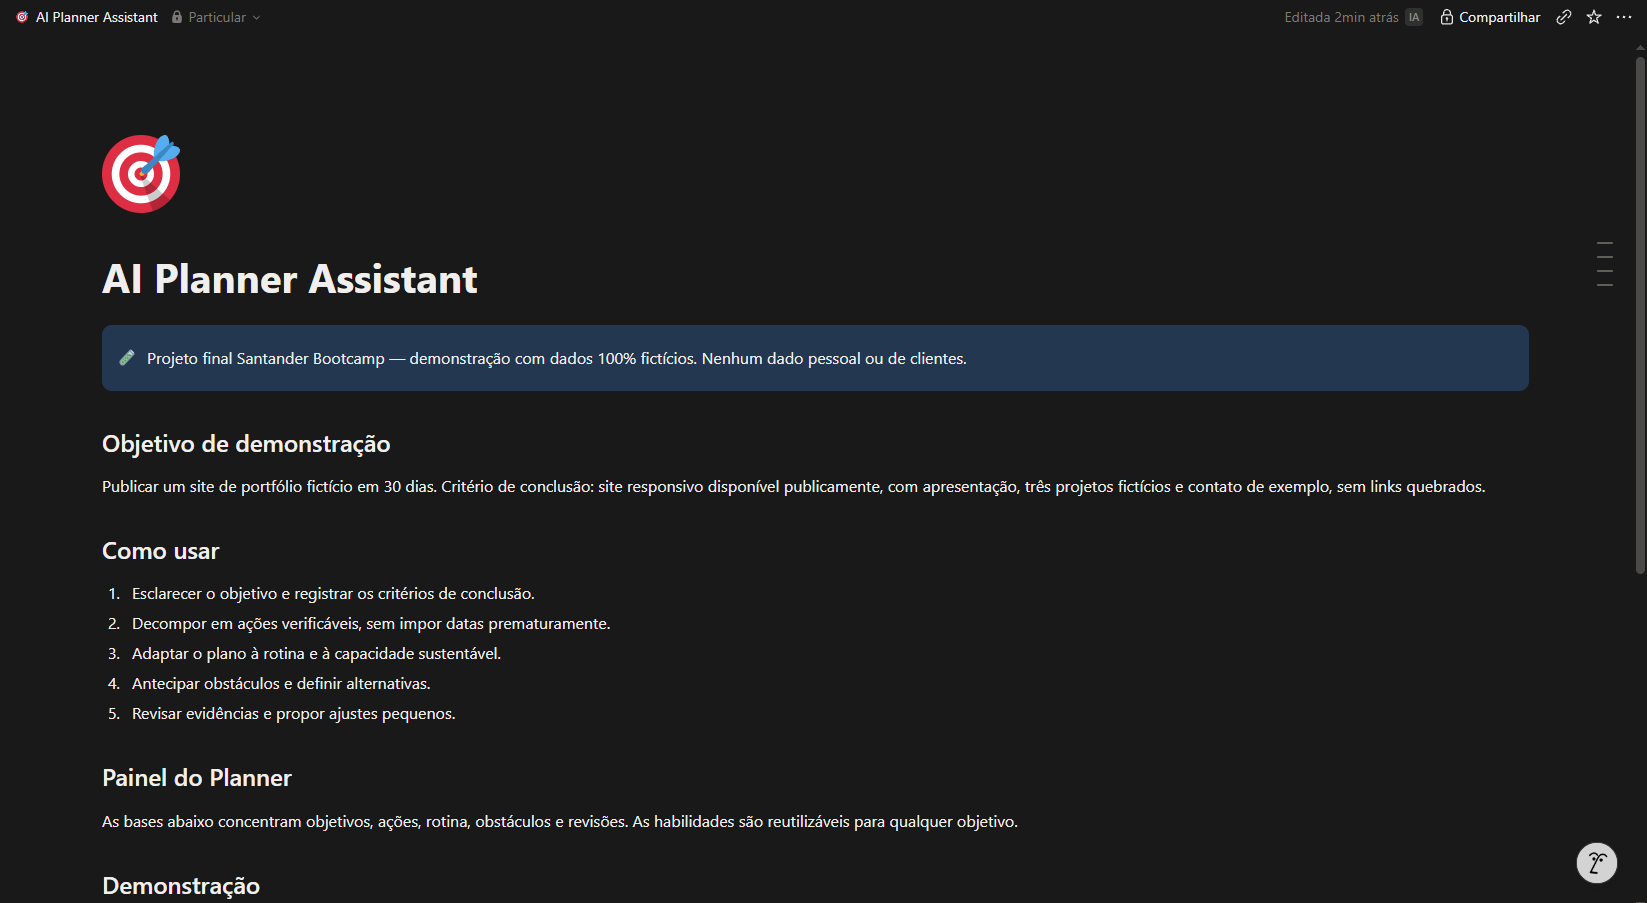 AI Planner Assistant
Particular
Editada 2min atrás IA
Compartilhar
AI Planner Assistant
Projeto final Santander Bootcamp — demonstração com dados 100% fictícios. Nenhum dado pessoal ou de clientes.
Objetivo de demonstração
Publicar um site de portfólio fictício em 30 dias. Critério de conclusão: site responsivo disponível publicamente, com apresentação, três projetos fictícios e contato de exemplo, sem links quebrados.
Como usar
1. Esclarecer o objetivo e registrar os critérios de conclusão.
2. Decompor em ações verificáveis, sem impor datas prematuramente.
3. Adaptar o plano à rotina e à capacidade sustentável.
4. Antecipar obstáculos e definir alternativas.
5. Revisar evidências e propor ajustes pequenos.
Painel do Planner
As bases abaixo concentram objetivos, ações, rotina, obstáculos e revisões. As habilidades são reutilizáveis para qualquer objetivo.
Demonstração